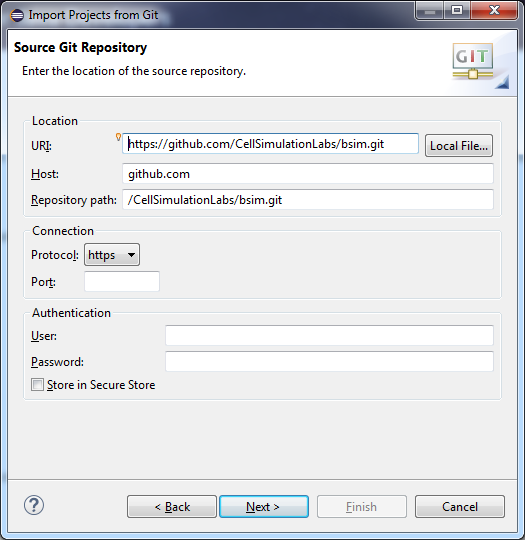 Import Projects from Git
Source Git Repository
Enter the location of the source repository.
GIT
Location
URI: https://github.com/CellSimulationLabs/bsim.git Local File...
Host: github.com
Repository path: /CellSimulationLabs/bsim.git
Connection
Protocol: https
Port:
Authentication
User:
Password:
Store in Secure Store
? < Back Next > Finish Cancel